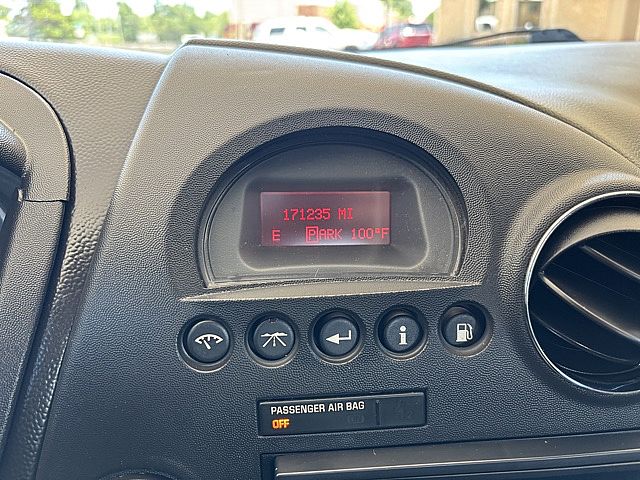 171235 MI
E PARK 100°F
i
PASSENGER AIR BAG
OFF